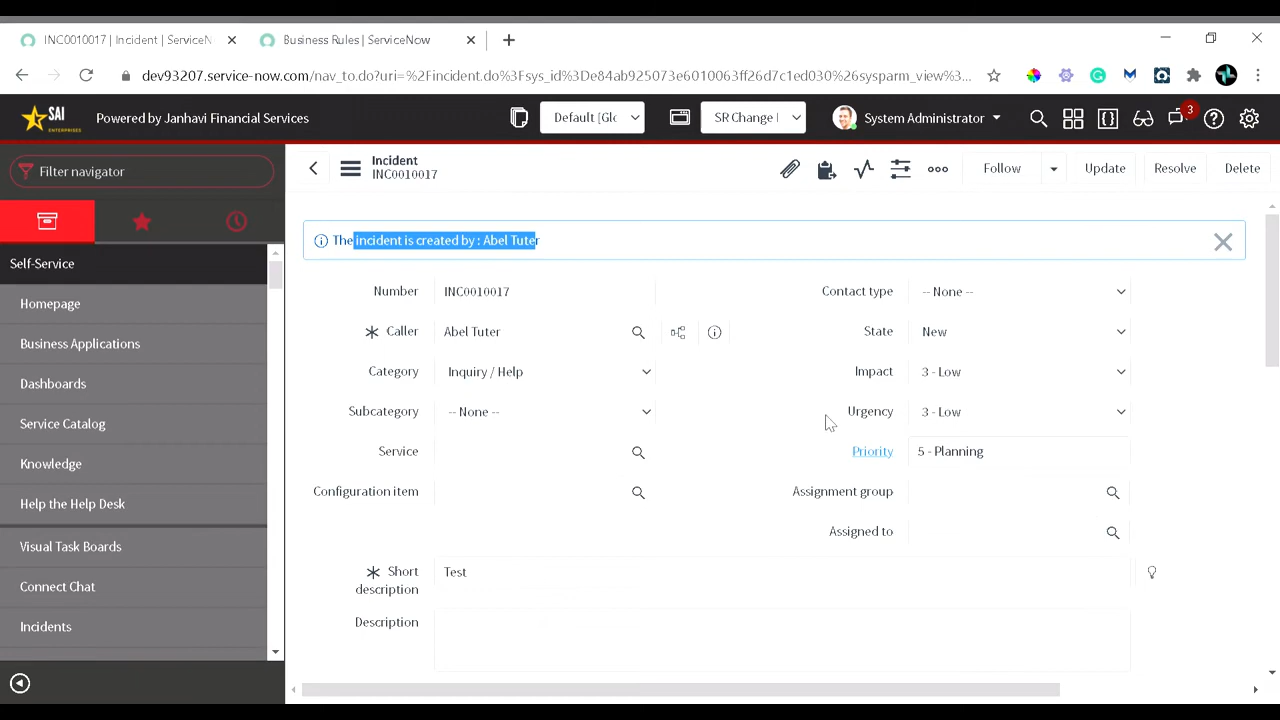 INC0010017 | Incident | ServiceN
Business Rules | ServiceNow
dev93207.service-now.com/nav_to.do?uri=%2Fincident.do%3Fsys_id%3De84ab925073e6010063ff26d7c1ed030%26sysparm_view%...
SAI
ENTERPRISES
Powered by Janhavi Financial Services
Default [Glo
SR Change I
System Administrator
3
Filter navigator
Incident
INC0010017
Follow
Update
Resolve
Delete
Self-Service
Homepage
Business Applications
Dashboards
Service Catalog
Knowledge
Help the Help Desk
Visual Task Boards
Connect Chat
Incidents
The incident is created by : Abel Tuter
Number
INC0010017
Contact type
-- None --
Caller
Abel Tuter
State
New
Category
Inquiry / Help
Impact
3 - Low
Subcategory
-- None --
Urgency
3 - Low
Service
Priority
5 - Planning
Configuration item
Assignment group
Assigned to
Short
description
Test
Description